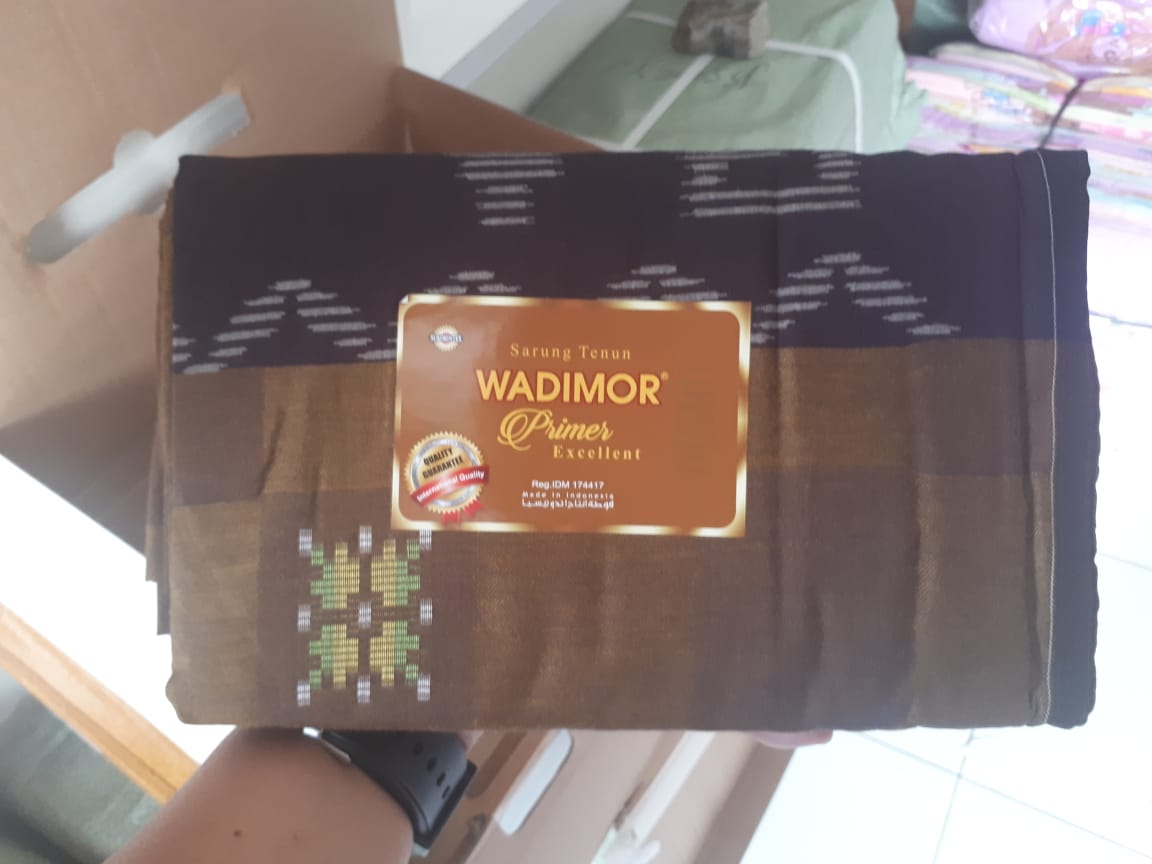 Sarung Tenun
WADIMOR®
Primer
Excellent
QUALITY
GUARANTEE
International Quality
Reg.IDM 174417
Made in Indonesia